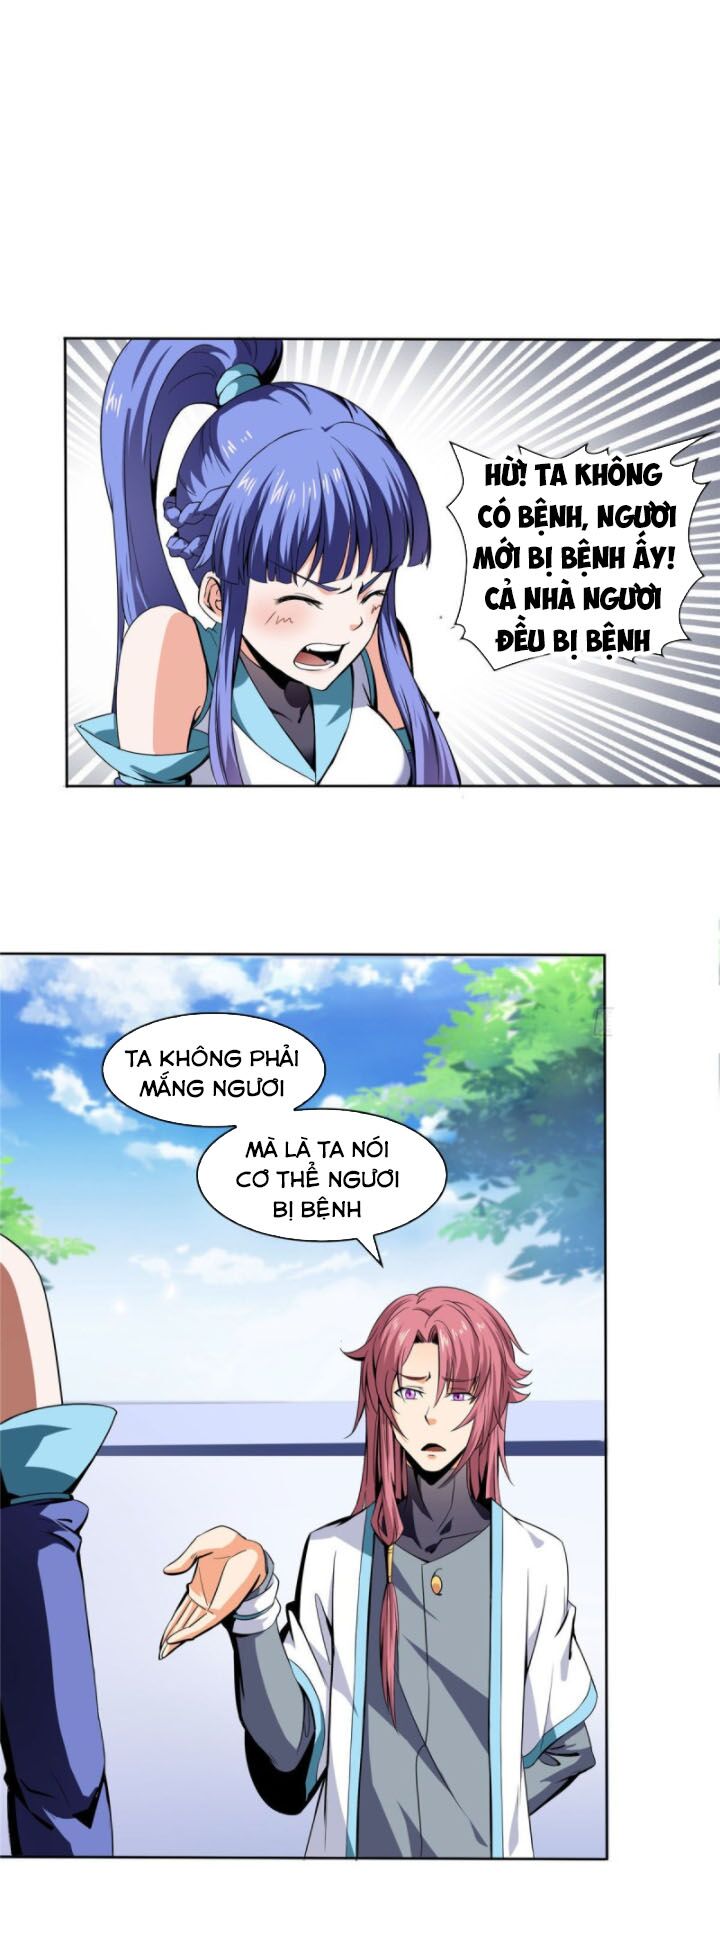 HỪ! TA KHÔNG
CÓ BỆNH, NGƯƠI
MỚI BỊ BỆNH ẤY!
CẢ NHÀ NGƯƠI
ĐỀU BỊ BỆNH
TA KHÔNG PHẢI
MẮNG NGƯƠI
MÀ LÀ TA NÓI
CƠ THỂ NGƯƠI
BỊ BỆNH